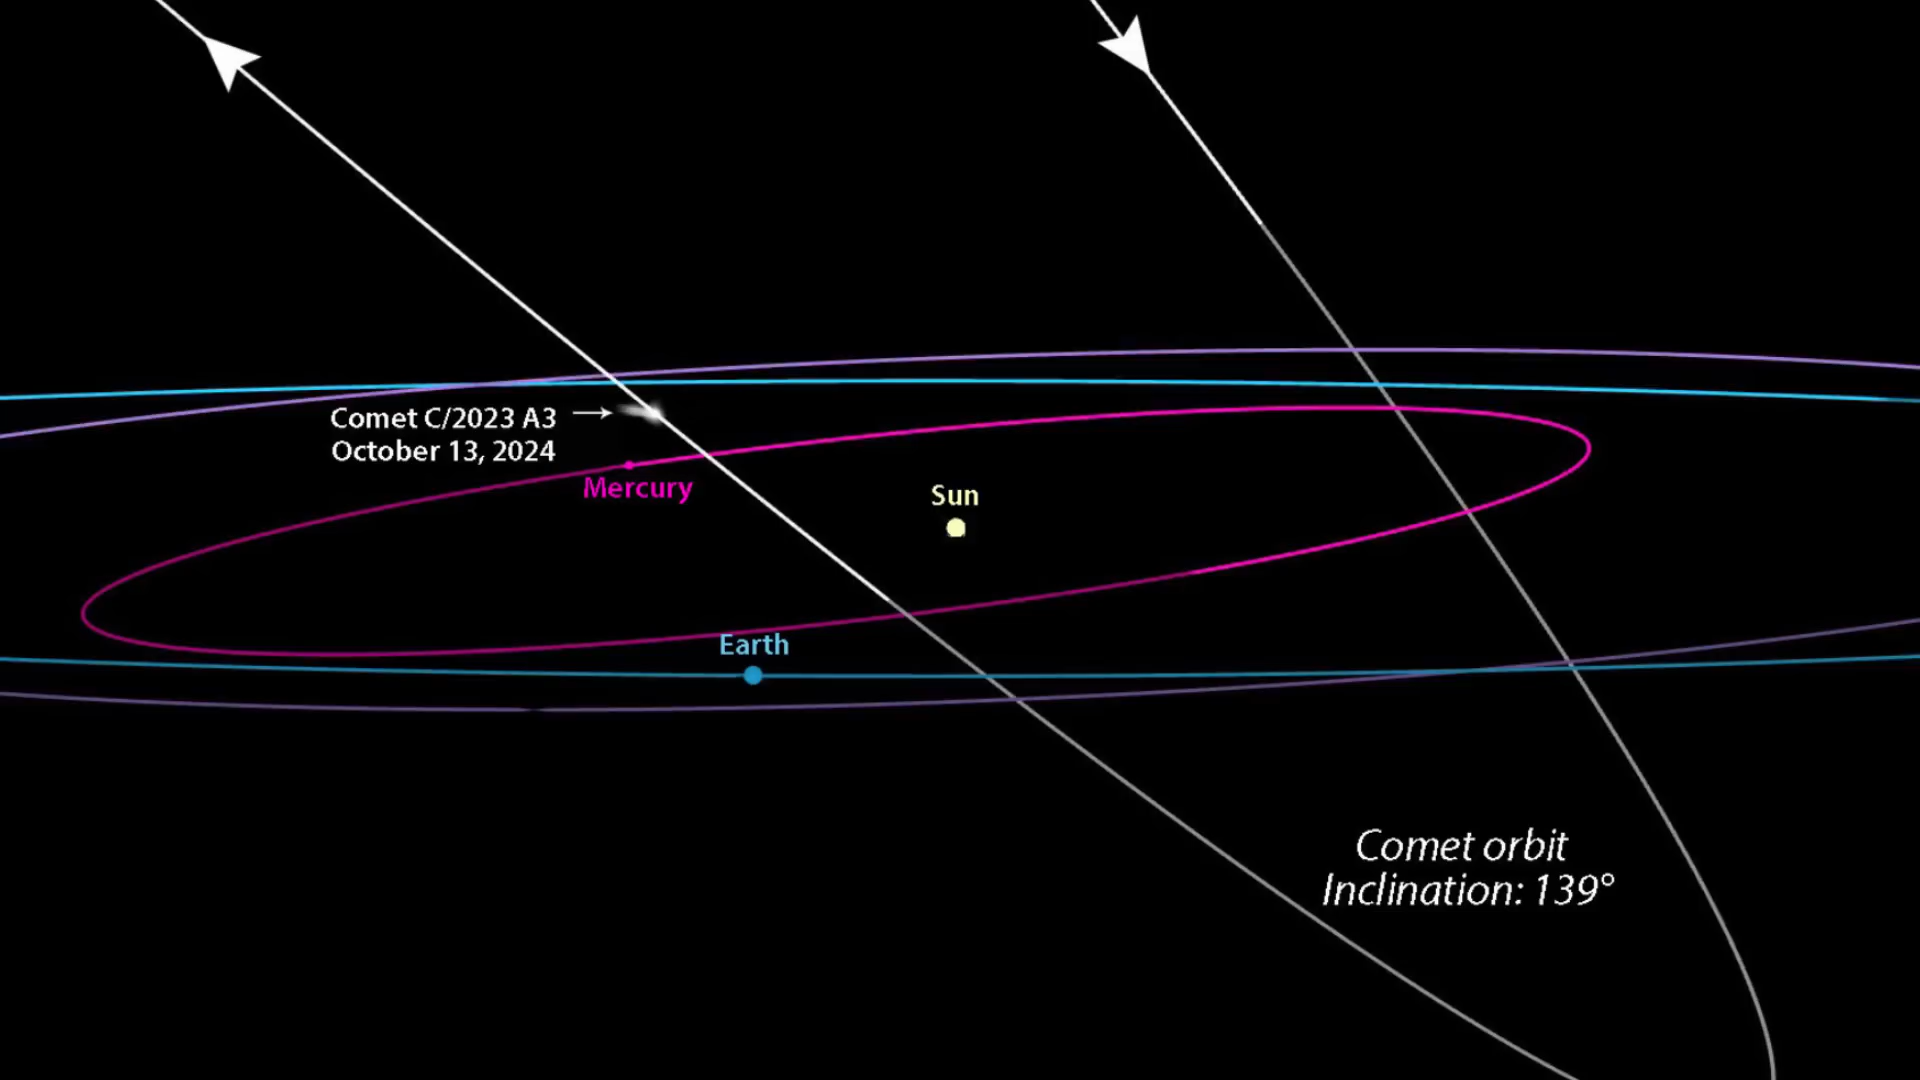 Comet C/2023 A3
October 13, 2024
Mercury
Sun
Earth
Comet orbit
Inclination: 139°